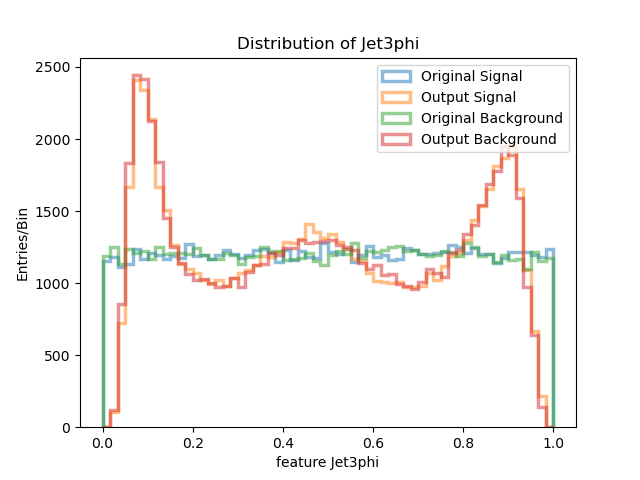 Distribution of Jet3phi
Original Signal
Output Signal
Original Background
Output Background
Entries/Bin
2500
2000
1500
1000
500
0
0.0 0.2 0.4 0.6 0.8 1.0
feature Jet3phi